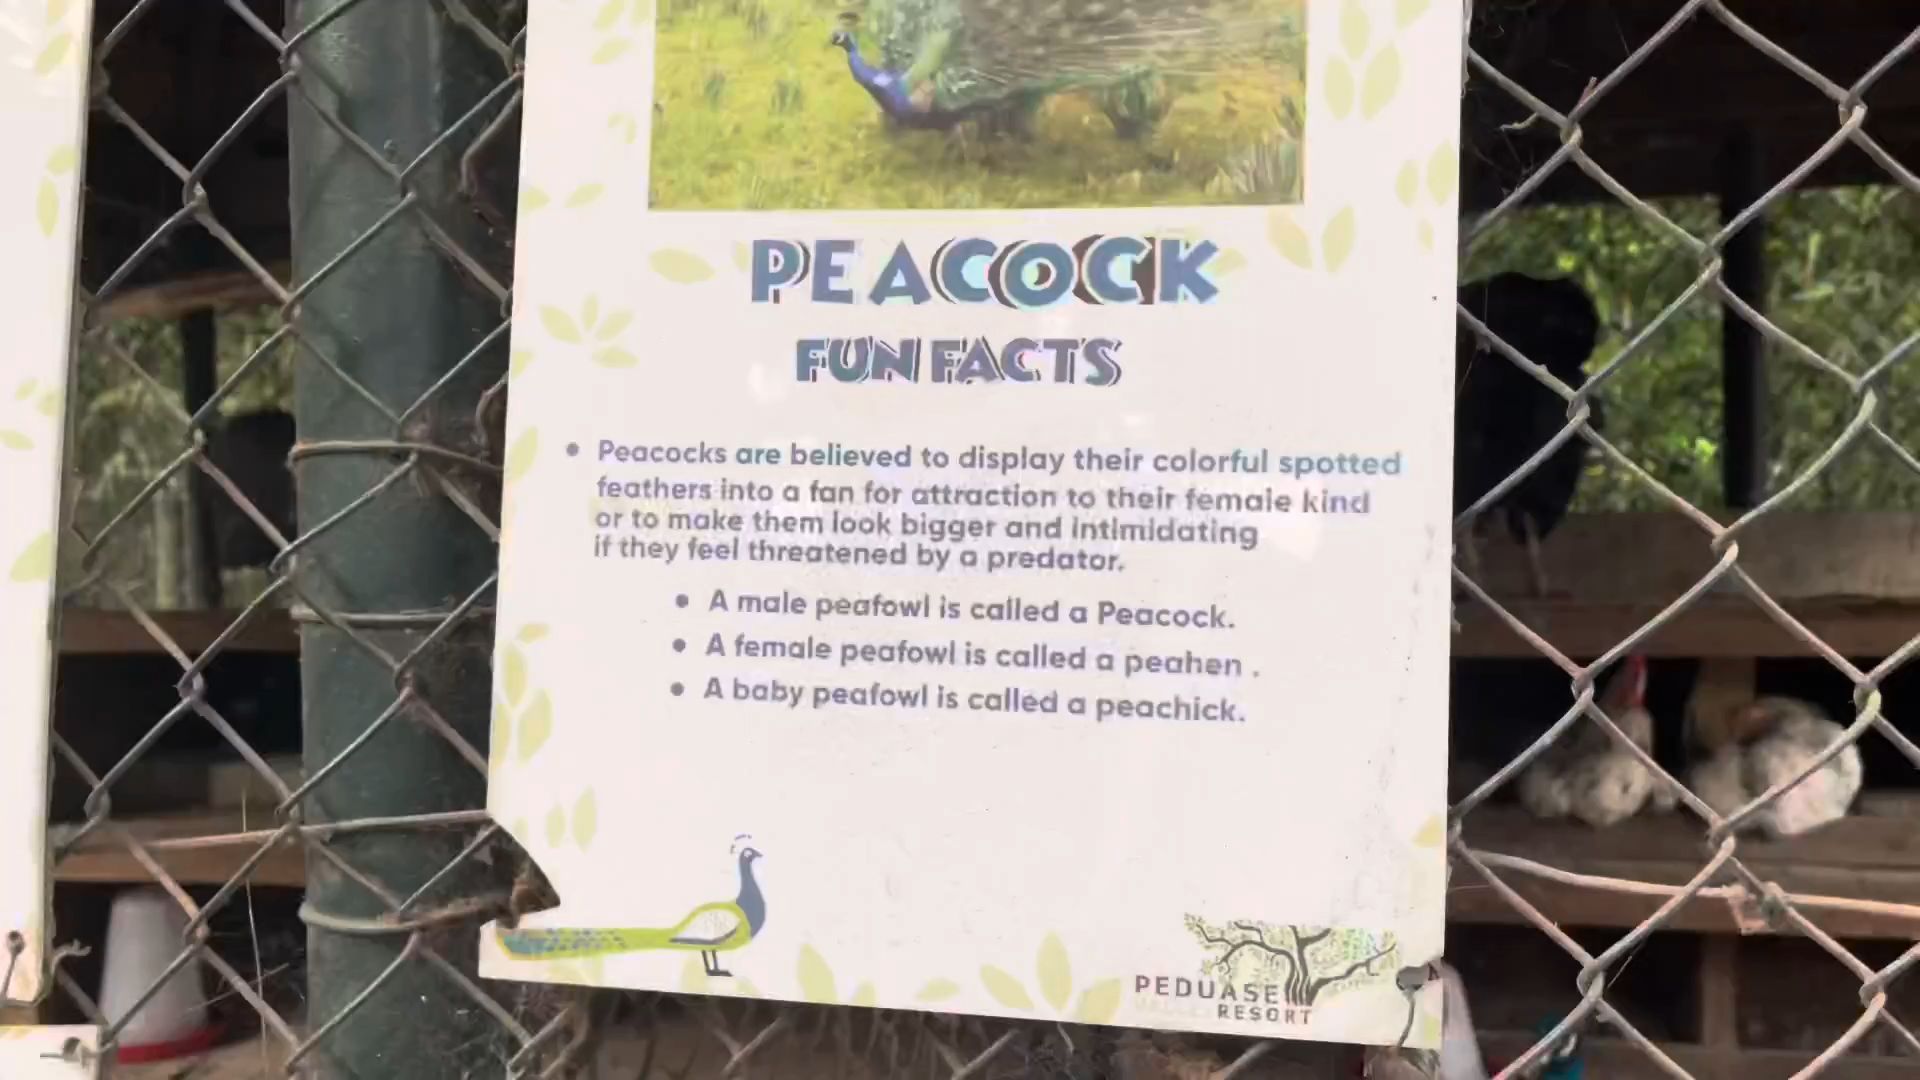 PEACOCK
FUN FACTS
• Peacocks are believed to display their colorful spotted
feathers into a fan for attraction to their female kind
or to make them look bigger and intimidating
if they feel threatened by a predator.
• A male peafowl is called a Peacock.
• A female peafowl is called a peahen .
• A baby peafowl is called a peachick.
PEDUASE
VALLEY RESORT